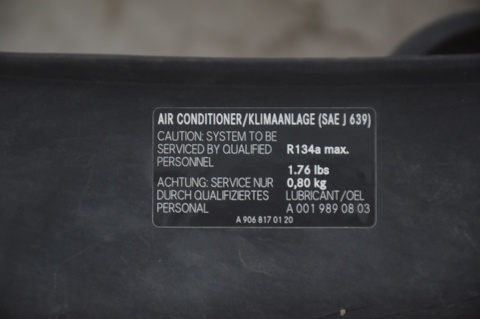 AIR CONDITIONER/KLIMAANLAGE (SAE J 639)
CAUTION: SYSTEM TO BE
SERVICED BY QUALIFIED R134a max.
PERSONNEL 1.76 lbs
ACHTUNG: SERVICE NUR 0,80 kg
DURCH QUALIFIZIERTES LUBRICANT/OEL
PERSONAL A 001 989 08 03
A 906 817 01 20